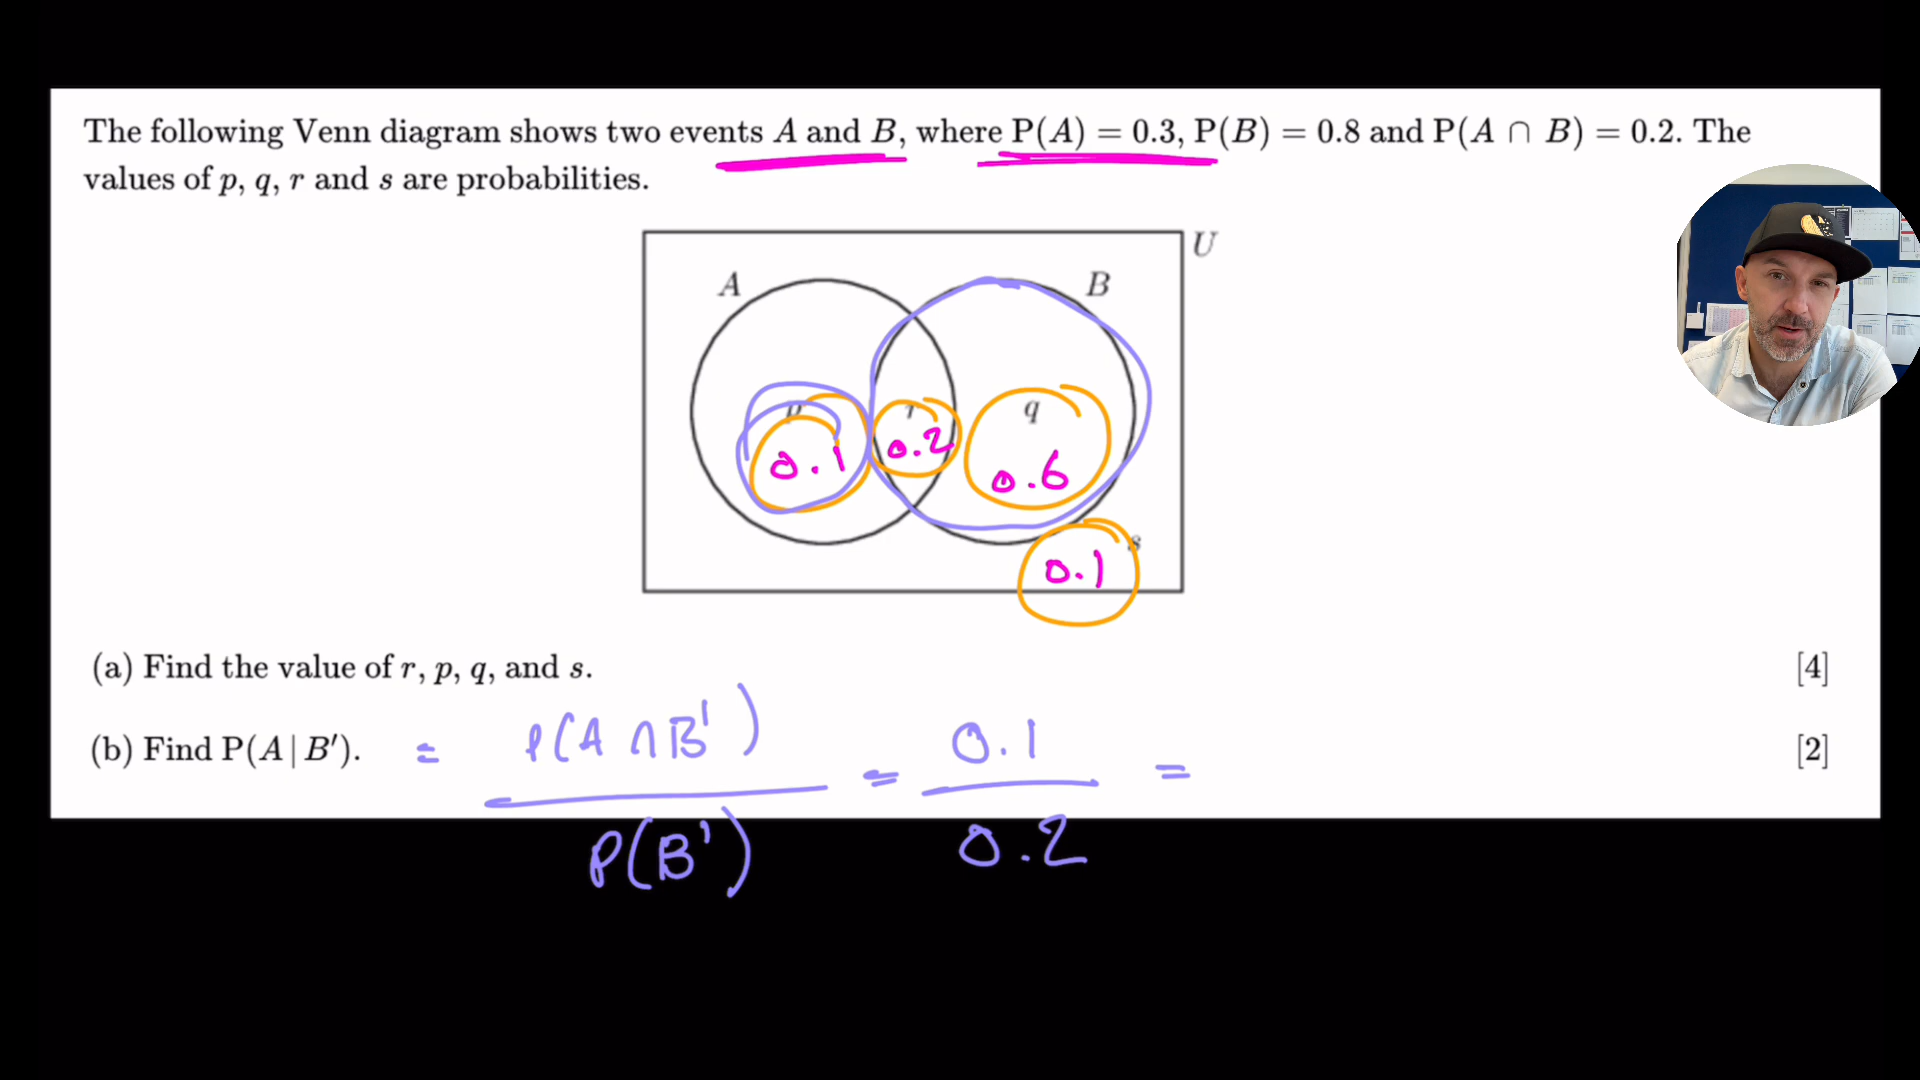 The following Venn diagram shows two events A and B, where P(A) = 0.3, P(B) = 0.8 and P(A ∩ B) = 0.2. The
values of p, q, r and s are probabilities.
U
A
B
p
r
q
0.1
0.2
0.6
s
0.1
(a) Find the value of r, p, q, and s. [4]
(b) Find P(A | B′). = P(A ∩ B') / P(B') = 0.1 / 0.2 = [2]